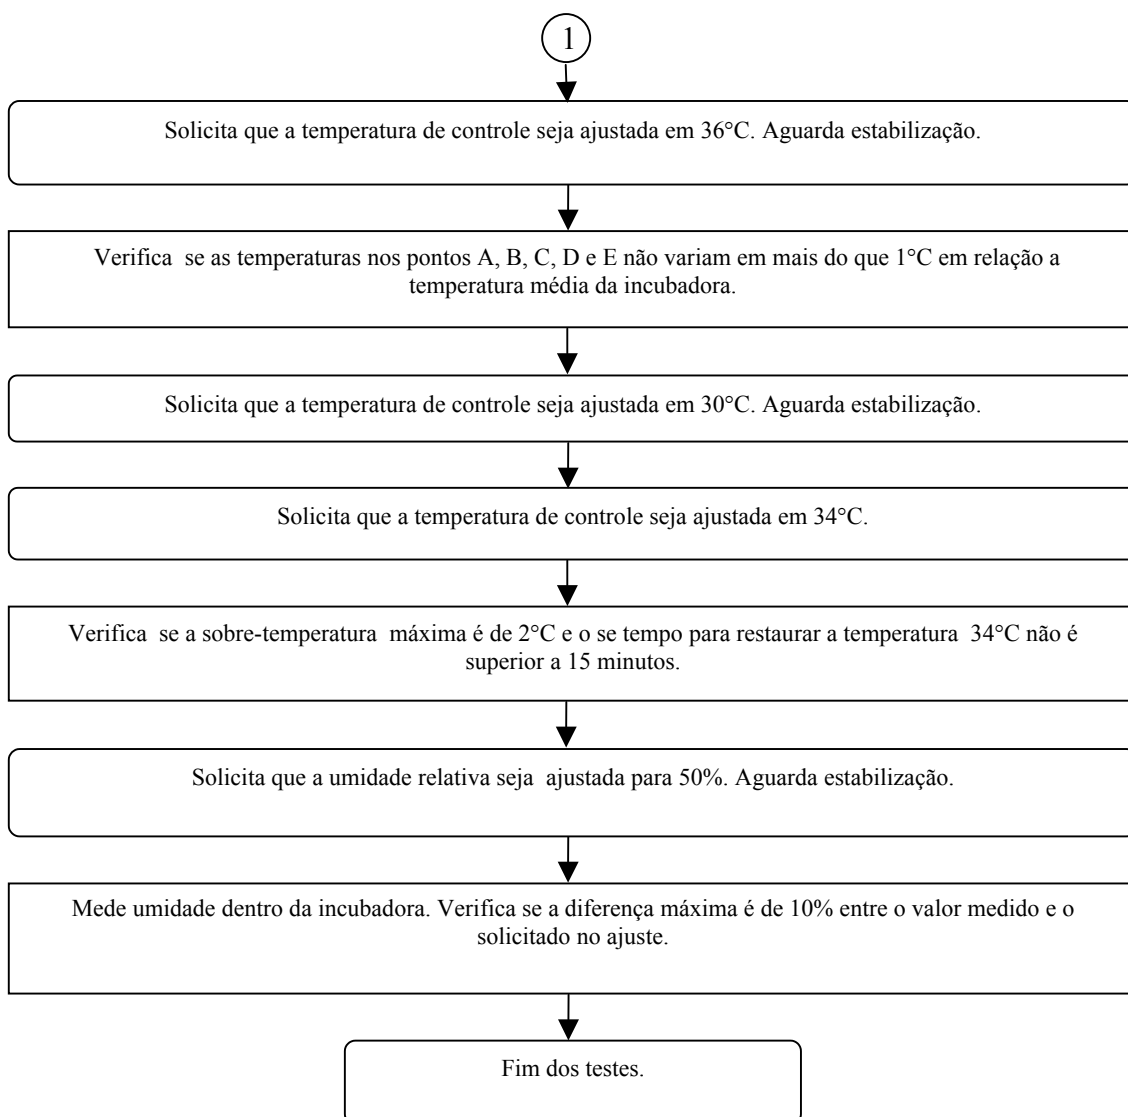 1
Solicita que a temperatura de controle seja ajustada em 36°C. Aguarda estabilização.
Verifica se as temperaturas nos pontos A, B, C, D e E não variam em mais do que 1°C em relação a
temperatura média da incubadora.
Solicita que a temperatura de controle seja ajustada em 30°C. Aguarda estabilização.
Solicita que a temperatura de controle seja ajustada em 34°C.
Verifica se a sobre-temperatura máxima é de 2°C e o se tempo para restaurar a temperatura 34°C não é
superior a 15 minutos.
Solicita que a umidade relativa seja ajustada para 50%. Aguarda estabilização.
Mede umidade dentro da incubadora. Verifica se a diferença máxima é de 10% entre o valor medido e o
solicitado no ajuste.
Fim dos testes.